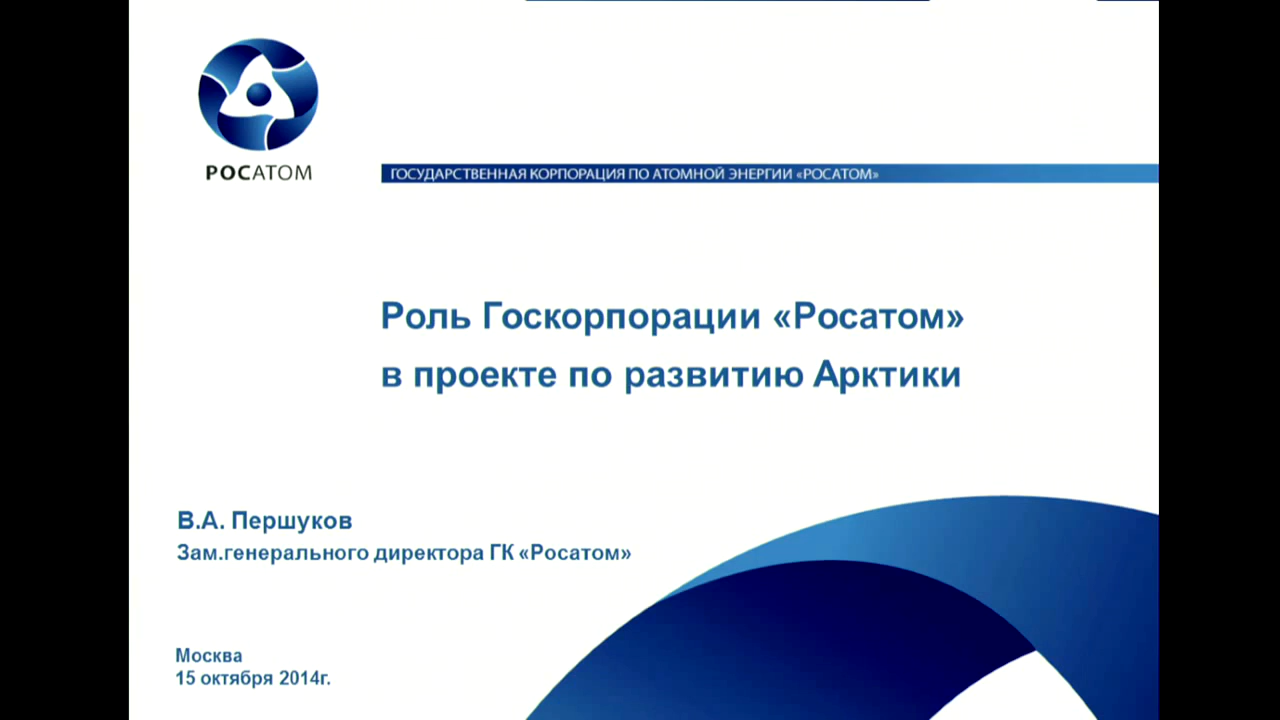 РОСАТОМ
ГОСУДАРСТВЕННАЯ КОРПОРАЦИЯ ПО АТОМНОЙ ЭНЕРГИИ «РОСАТОМ»
Роль Госкорпорации «Росатом»
в проекте по развитию Арктики
В.А. Першуков
Зам.генерального директора ГК «Росатом»
Москва
15 октября 2014г.